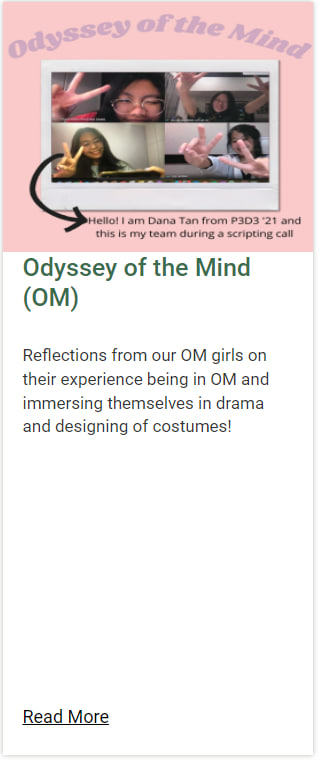 Odyssey of the Mind
Hello! I am Dana Tan from P3D3 '21 and
this is my team during a scripting call
Odyssey of the Mind
(OM)
Reflections from our OM girls on
their experience being in OM and
immersing themselves in drama
and designing of costumes!
Read More